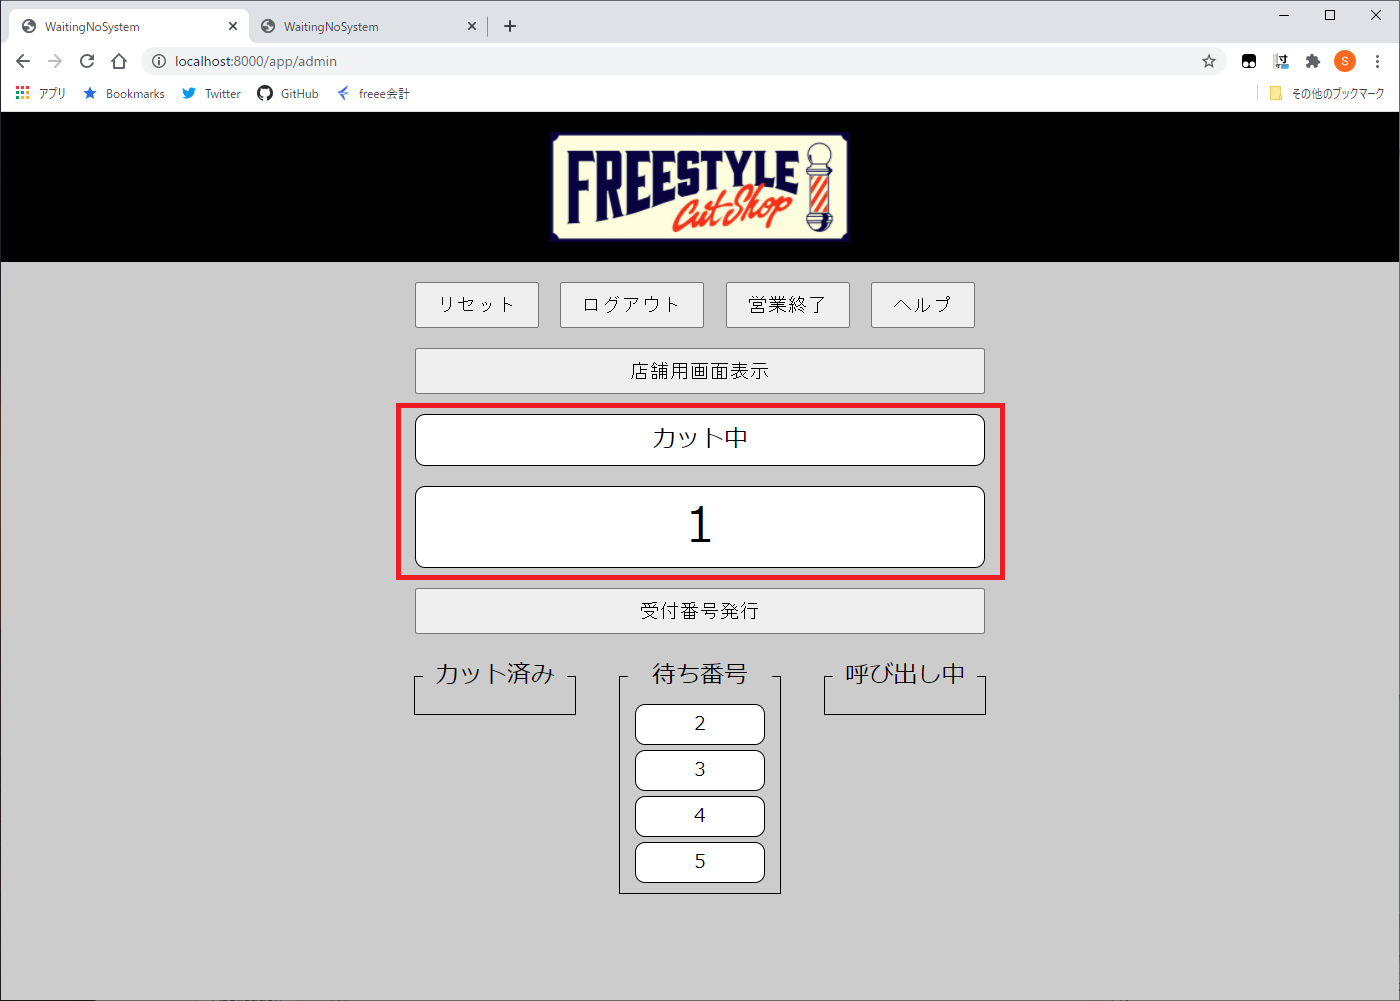 WaitingNoSystem
WaitingNoSystem
localhost:8000/app/admin
S
アプリ
Bookmarks
Twitter
GitHub
freee会計
その他のブックマーク
FREESTYLE
Cut Shop
リセット
ログアウト
営業終了
ヘルプ
店舗用画面表示
カット中
1
受付番号発行
カット済み
待ち番号
呼び出し中
2
3
4
5